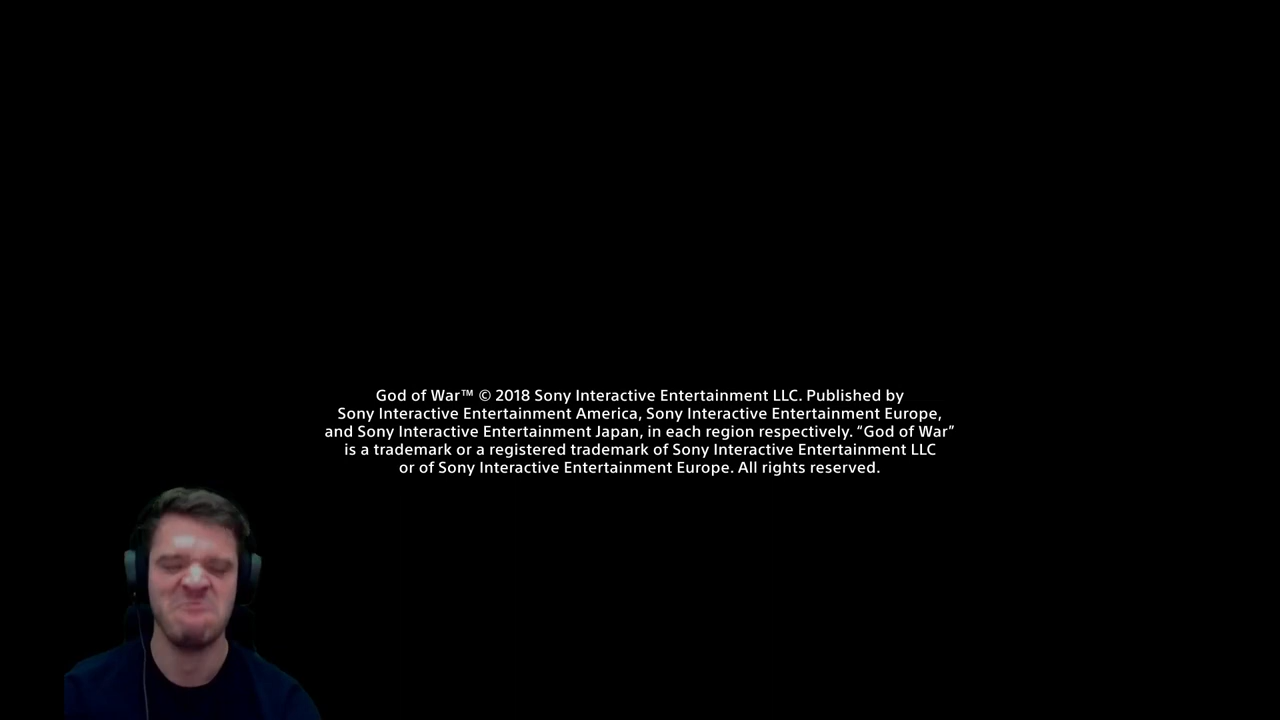 God of War™ © 2018 Sony Interactive Entertainment LLC. Published by
Sony Interactive Entertainment America, Sony Interactive Entertainment Europe,
and Sony Interactive Entertainment Japan, in each region respectively. “God of War”
is a trademark or a registered trademark of Sony Interactive Entertainment LLC
or of Sony Interactive Entertainment Europe. All rights reserved.